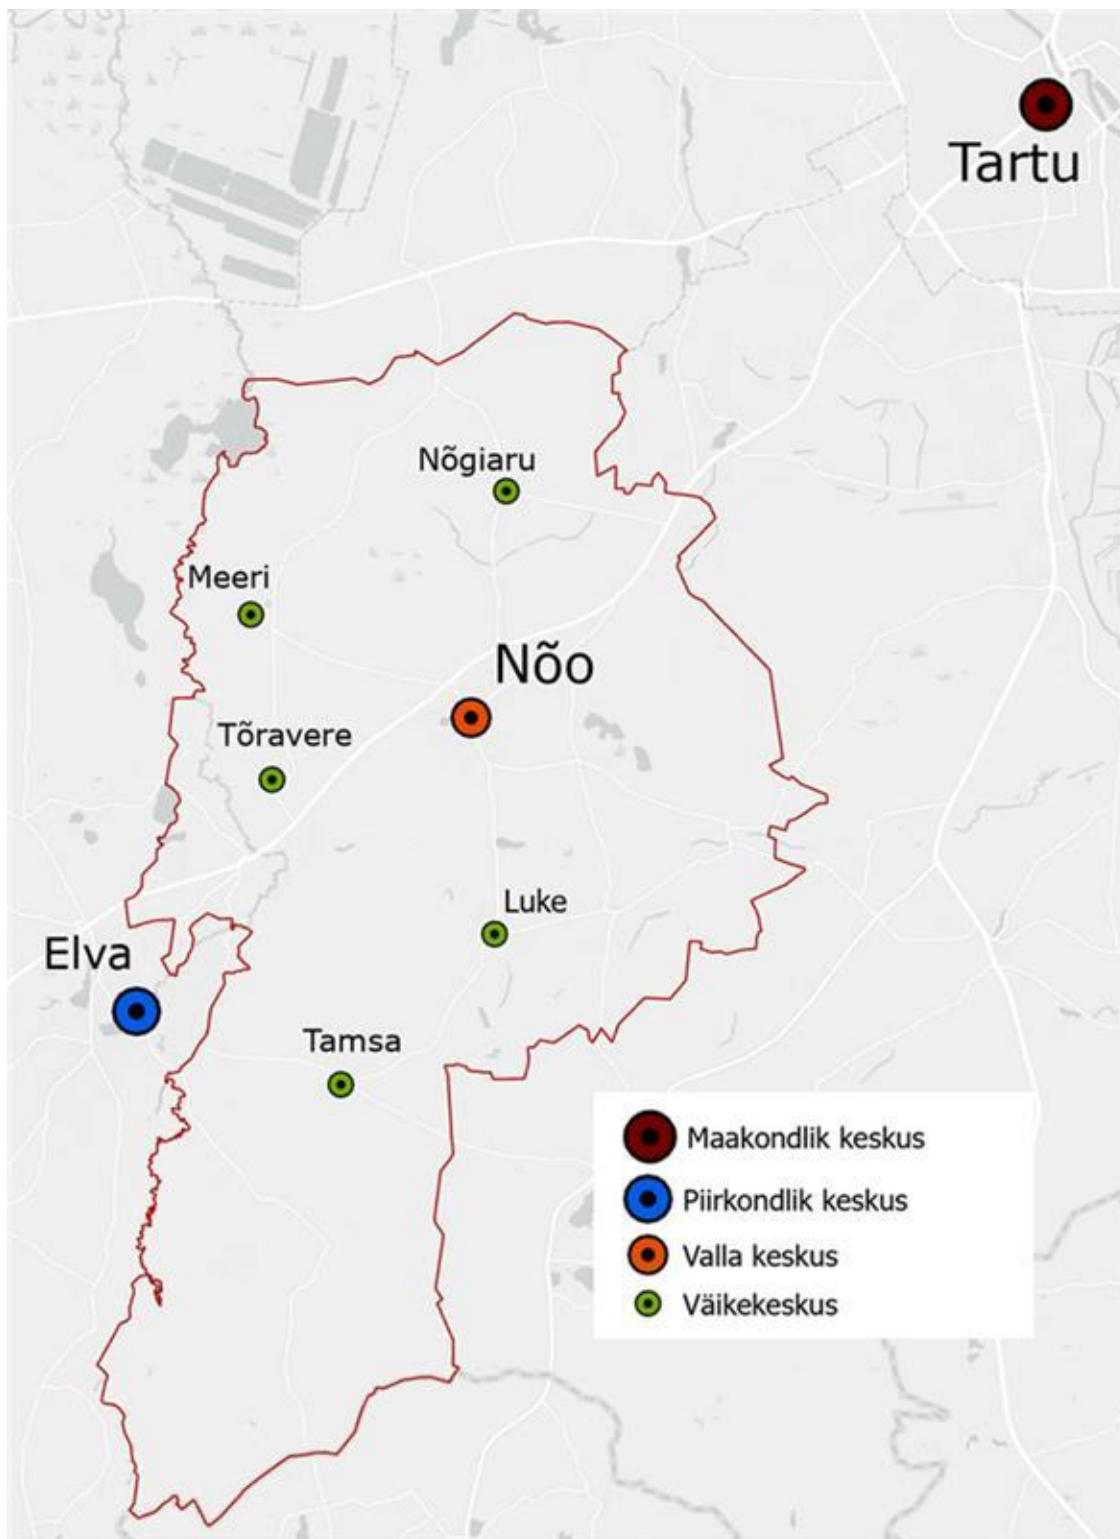 Tartu
Nõgiaru
Meeri
Nõo
Tõravere
Luke
Elva
Tamsa
Maakondlik keskus
Piirkondlik keskus
Valla keskus
Väikekeskus